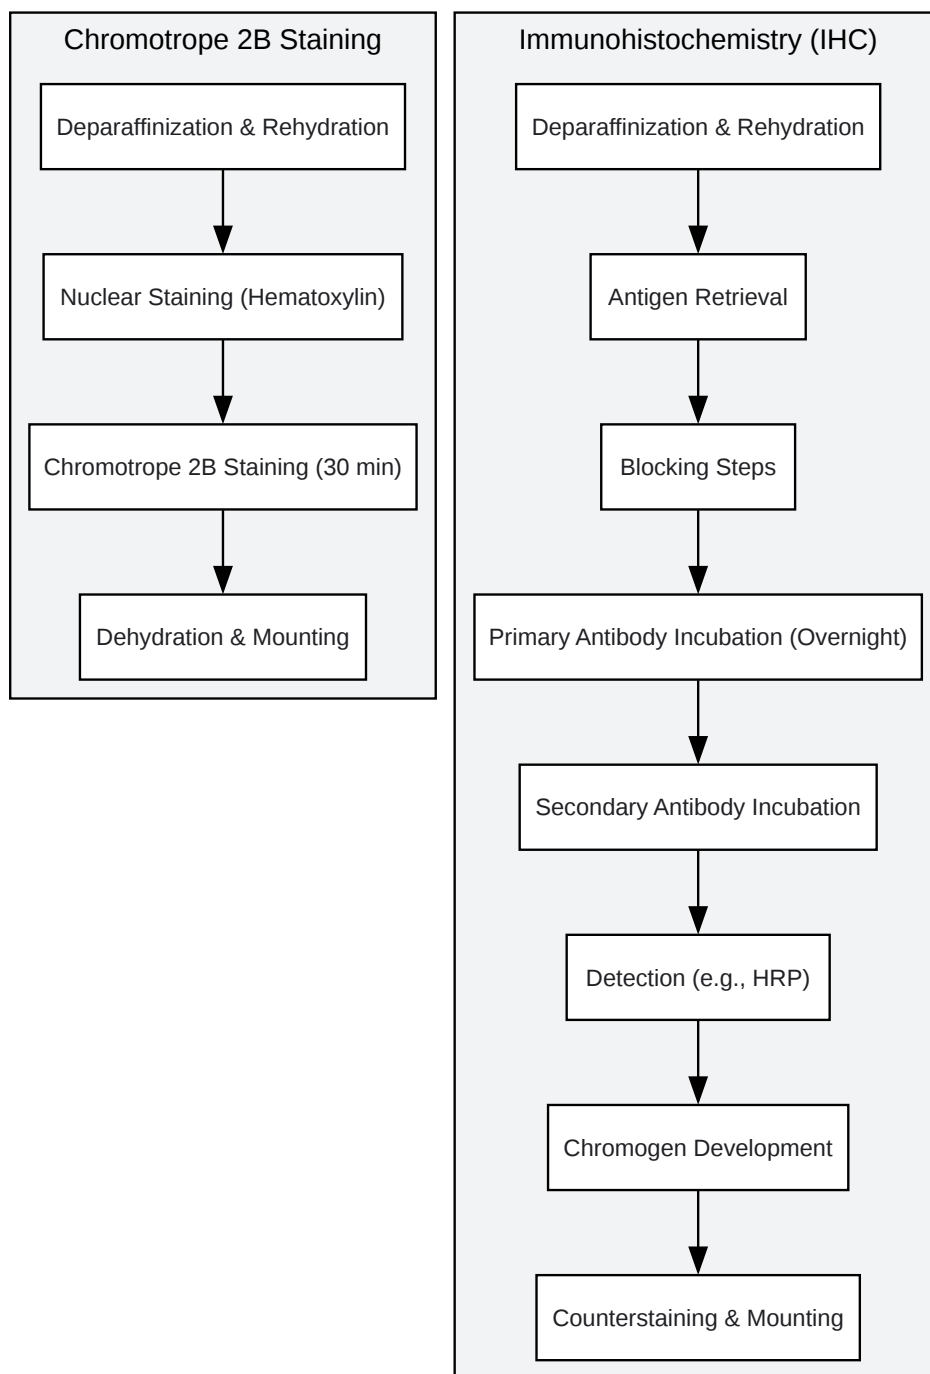 Chromotrope 2B Staining
Deparaffinization & Rehydration
Nuclear Staining (Hematoxylin)
Chromotrope 2B Staining (30 min)
Dehydration & Mounting
Immunohistochemistry (IHC)
Deparaffinization & Rehydration
Antigen Retrieval
Blocking Steps
Primary Antibody Incubation (Overnight)
Secondary Antibody Incubation
Detection (e.g., HRP)
Chromogen Development
Counterstaining & Mounting